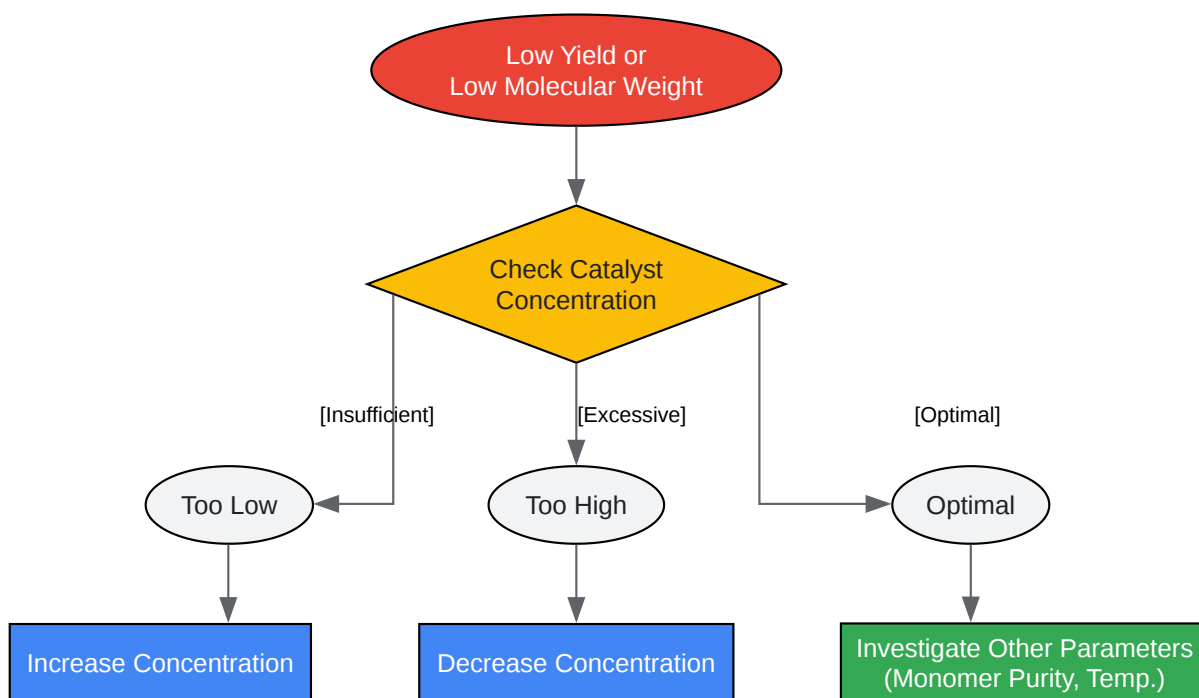 Low Yield or
Low Molecular Weight
Check Catalyst
Concentration
[Insufficient]
[Excessive]
[Optimal]
Too Low
Too High
Optimal
Increase Concentration
Decrease Concentration
Investigate Other Parameters
(Monomer Purity, Temp.)